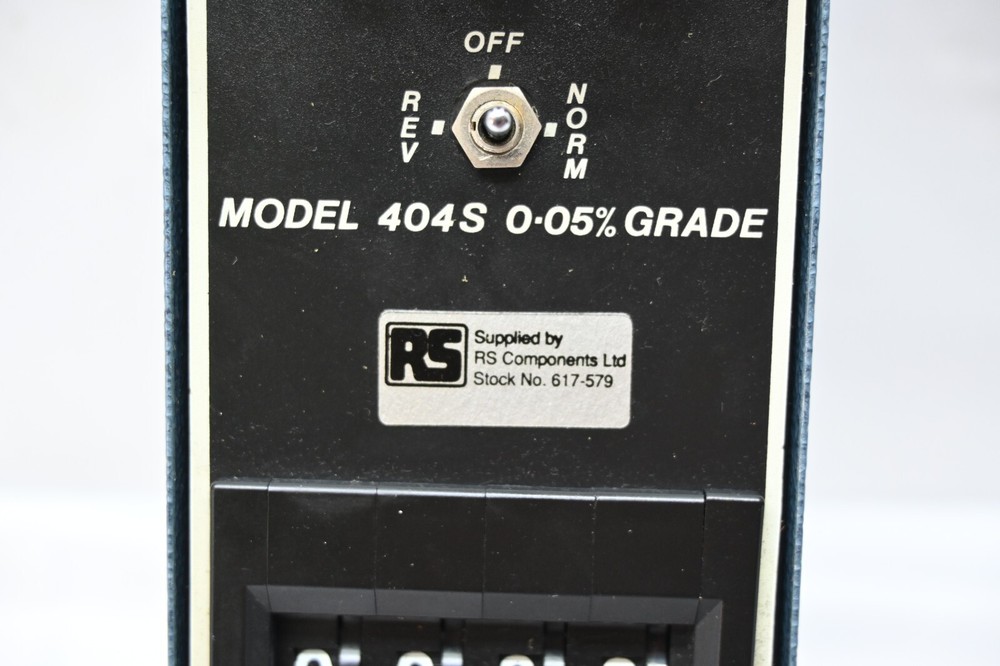 OFF
REV
NORM
MODEL 404S 0·05% GRADE
RS
Supplied by
RS Components Ltd
Stock No. 617-579